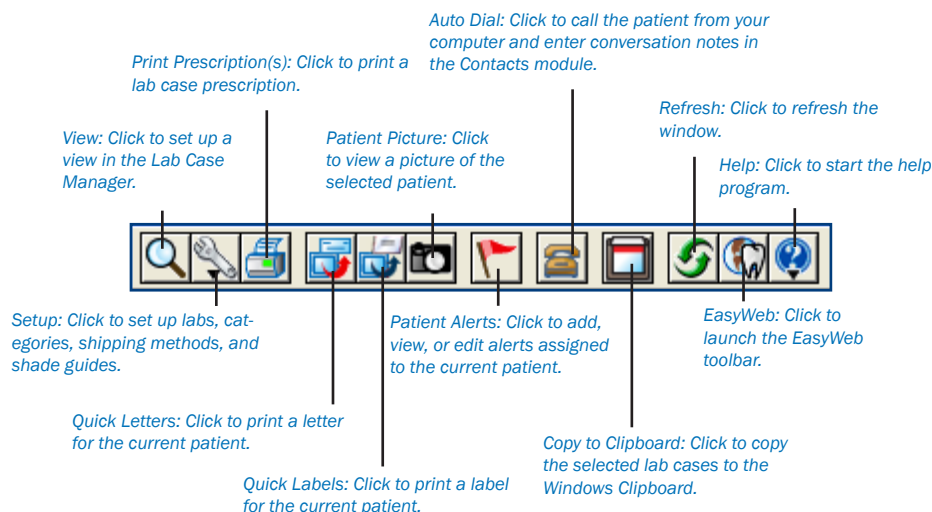 Auto Dial: Click to call the patient from your
computer and enter conversation notes in
the Contacts module.
Print Prescription(s): Click to print a
lab case prescription.
Refresh: Click to refresh the
window.
View: Click to set up a
view in the Lab Case
Manager.
Patient Picture: Click
to view a picture of the
selected patient.
Help: Click to start the help
program.
Setup: Click to set up labs, cat-
egories, shipping methods, and
shade guides.
Patient Alerts: Click to add,
view, or edit alerts assigned
to the current patient.
EasyWeb: Click to
launch the EasyWeb
toolbar.
Quick Letters: Click to print a letter
for the current patient.
Copy to Clipboard: Click to copy
the selected lab cases to the
Windows Clipboard.
Quick Labels: Click to print a label
for the current patient.